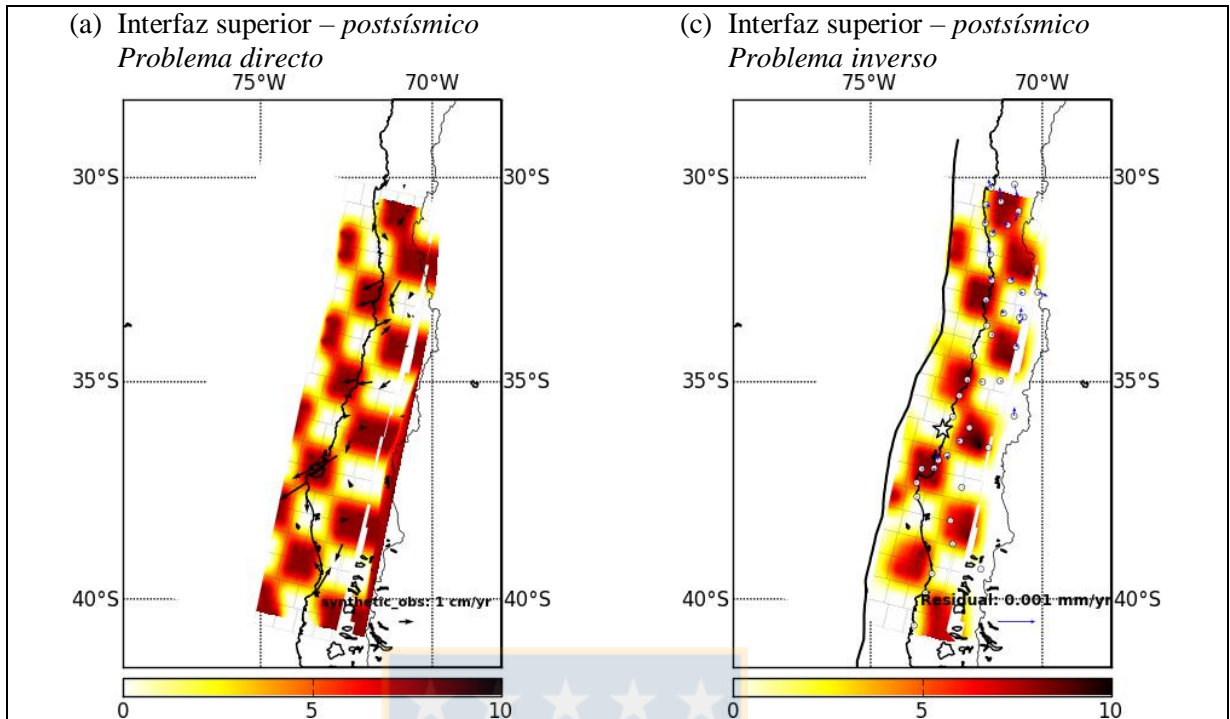 (a) Interfaz superior – postsísmico
Problema directo
75°W 70°W
30°S 30°S
35°S 35°S
40°S 40°S
synthetic_obs: 1 cm/yr
0 5 10
(c) Interfaz superior – postsísmico
Problema inverso
75°W 70°W
30°S 30°S
35°S 35°S
40°S 40°S
Residual: 0.001 mm/yr
0 5 10